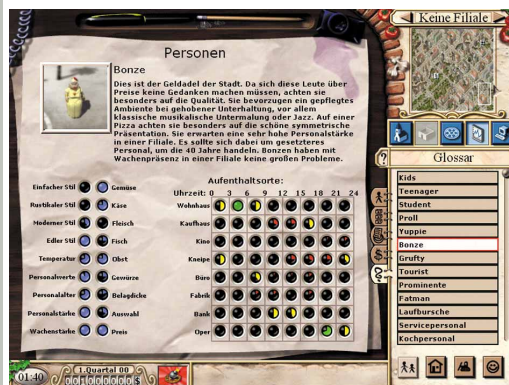 Keine Filiale
Personen
Bonze
Dies ist der Geldadel der Stadt. Da sich diese Leute über
Preise keine Gedanken machen müssen, achten sie
besonders auf die Qualität. Sie bevorzugen ein gepflegtes
Ambiente bei gehobener Unterhaltung, vor allem
klassische musikalische Untermalung oder Jazz. Auf einer
Pizza achten sie besonders auf die schöne symmetrische
Präsentation. Sie erwarten eine sehr hohe Personalstärke
in einer Filiale. Es sollte sich dabei um gesetzteres
Personal, um die 40 Jahre handeln. Bonzen haben mit
Wachenpräsenz in einer Filiale keine großen Probleme.
Aufenthaltsorte:
Uhrzeit: 0 3 6 9 12 15 18 21 24
Einfacher Stil Gemüse Wohnhaus
Rustikaler Stil Käse Kaufhaus
Moderner Stil Fleisch Kino
Edler Stil Fisch Kneipe
Temperatur Obst Büro
Personalwerte Gewürze Fabrik
Personalalter Belagdicke Bank
Personalstärke Auswahl Oper
Wachenstärke Preis
Glossar
Kids
Teenager
Student
Proll
Yuppie
Bonze
Grufty
Tourist
Prominente
Fatman
Laufbursche
Servicepersonal
Kochpersonal
01:40
1.Quartal 00
001000000$